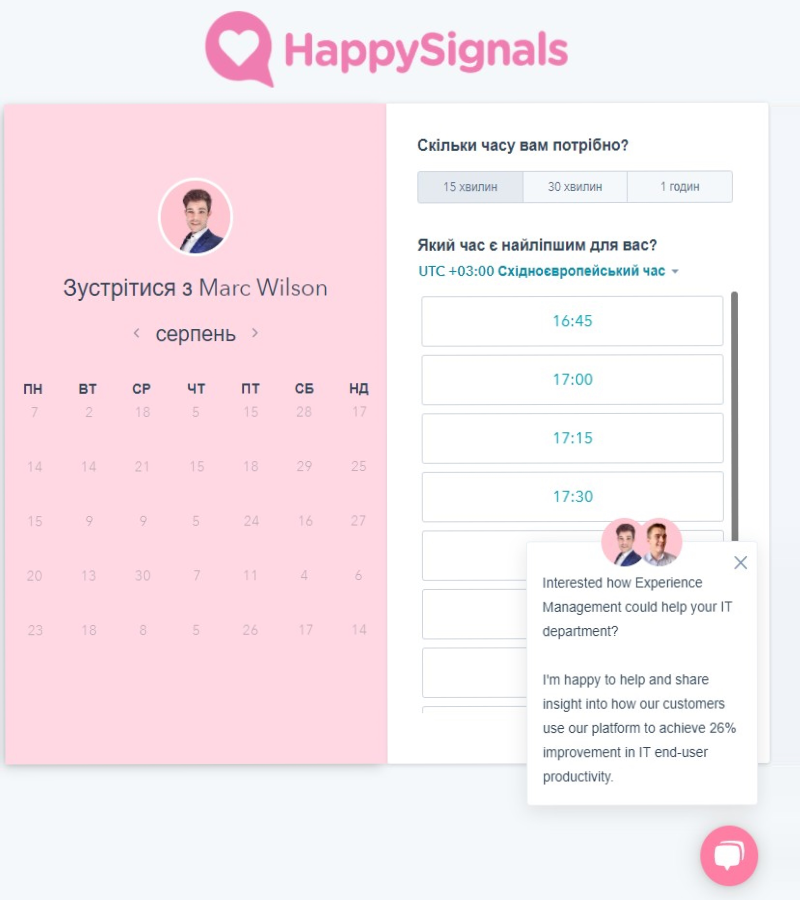 HappySignals
Зустрітися з Marc Wilson
серпень
ПН ВТ СР ЧТ ПТ СБ НД
7 2 18 5 15 28 17
14 14 21 15 18 29 25
15 9 9 5 24 16 27
20 13 30 7 11 4 6
23 18 8 5 26 17 14
Скільки часу вам потрібно?
15 хвилин 30 хвилин 1 годин
Який час є найліпшим для вас?
UTC +03:00 Східноєвропейський час
16:45
17:00
17:15
17:30
Interested how Experience
Management could help your IT
department?
I'm happy to help and share
insight into how our customers
use our platform to achieve 26%
improvement in IT end-user
productivity.